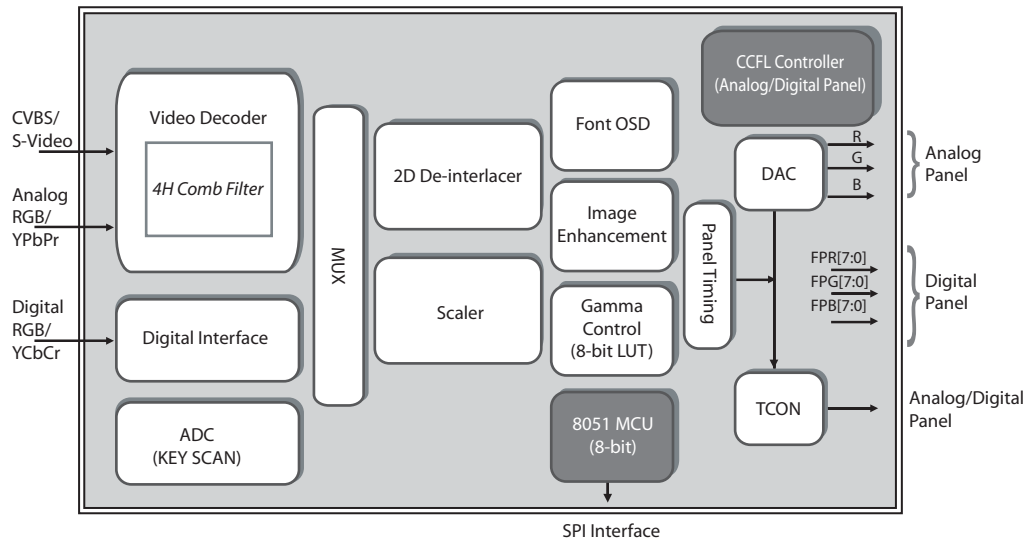 CVBS/
S-Video
Analog
RGB/
YPbPr
Digital
RGB/
YCbCr
Video Decoder
4H Comb Filter
Digital Interface
ADC
(KEY SCAN)
MUX
2D De-interlacer
Scaler
Font OSD
Image
Enhancement
Gamma
Control
(8-bit LUT)
8051 MCU
(8-bit)
SPI Interface
Panel Timing
CCFL Controller
(Analog/Digital Panel)
DAC
R
G
B
Analog
Panel
FPR[7:0]
FPG[7:0]
FPB[7:0]
Digital
Panel
TCON
Analog/Digital
Panel